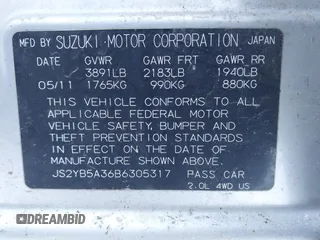 MFD BY SUZUKI MOTOR CORPORATION JAPAN
DATE GVWR GAWR FRT GAWR RR
3891LB 2183LB 1940LB
05/11 1765KG 990KG 880KG
THIS VEHICLE CONFORMS TO ALL
APPLICABLE FEDERAL MOTOR
VEHICLE SAFETY, BUMPER AND
THEFT PREVENTION STANDARDS
IN EFFECT ON THE DATE OF
MANUFACTURE SHOWN ABOVE.
JS2YB5A36B6305317 PASS CAR
2.0L 4WD US
DREAMBID